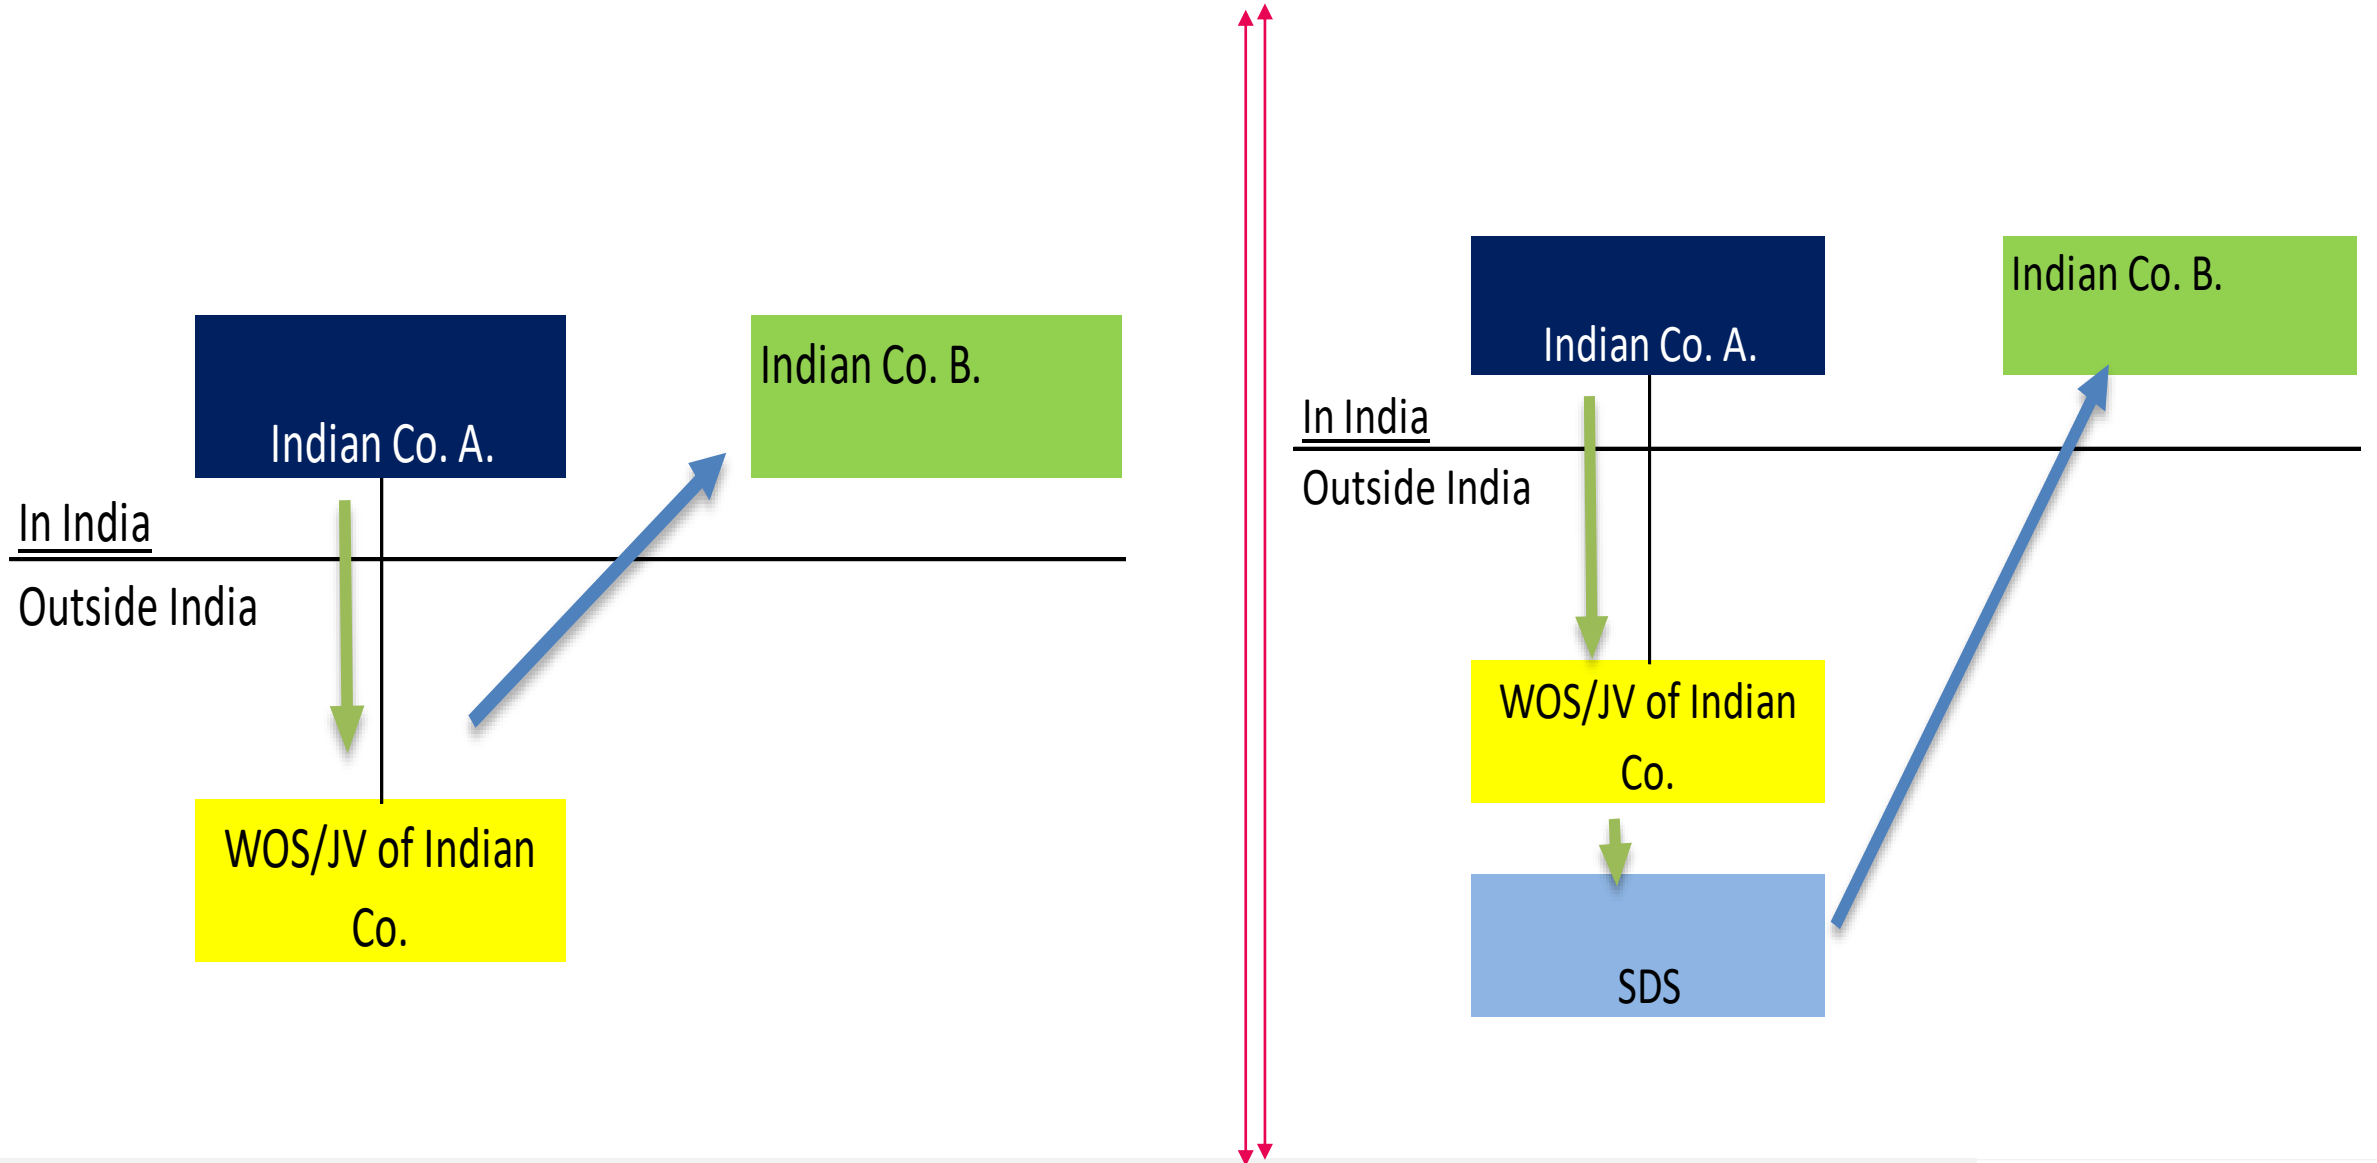 Indian Co. A.
Indian Co. B.
In India
Outside India
WOS/JV of Indian
Co.
Indian Co. A.
Indian Co. B.
In India
Outside India
WOS/JV of Indian
Co.
SDS